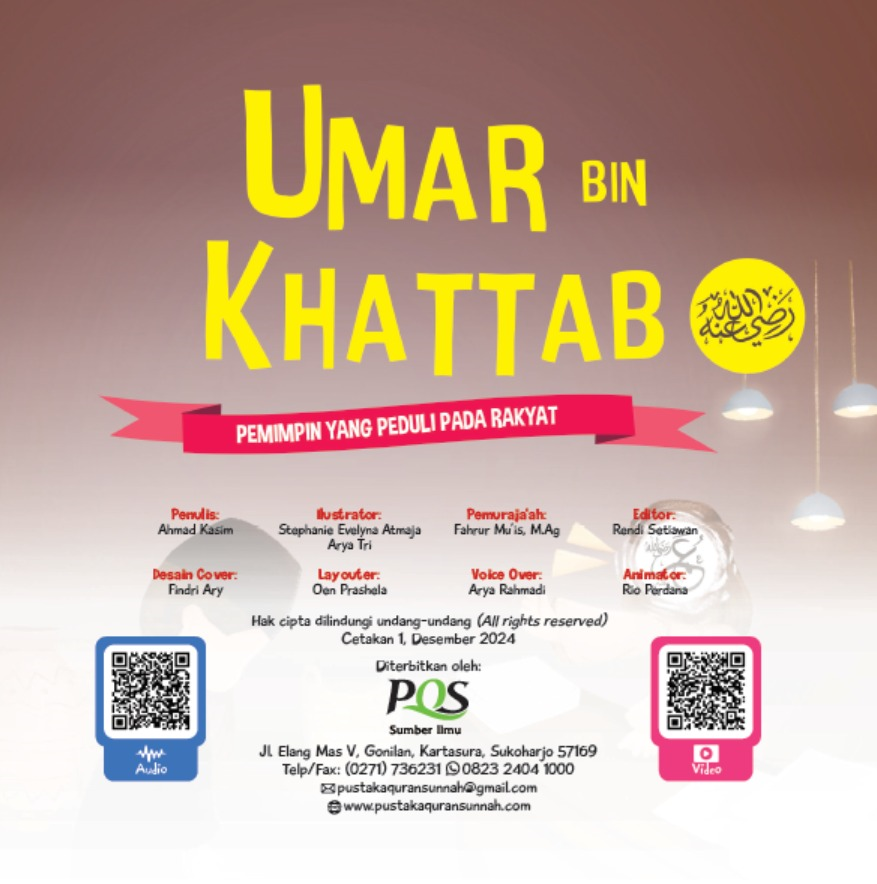 UMAR BIN
KHATTAB
رَضِيَ اللهُ عَنْهُ
PEMIMPIN YANG PEDULI PADA RAKYAT
Penulis:
Ahmad Kasim
Ilustrator:
Stephanie Evelyna Atmaja
Arya Tri
Pemuraja'ah:
Fahrur Mu'is, M.Ag
Editor:
Rendi Setiawan
Desain Cover:
Findri Ary
Layouter:
Oen Prashela
Voice Over:
Arya Rahmadi
Animator:
Rio Perdana
Hak cipta dilindungi undang-undang (All rights reserved)
Cetakan 1, Desember 2024
Diterbitkan oleh:
PQS
Sumber Ilmu
Jl. Elang Mas V, Gonilan, Kartasura, Sukoharjo 57169
Telp/Fax: (0271) 736231 0823 2404 1000
pustakaquransunnah@gmail.com
www.pustakaquransunnah.com
Audio
Video